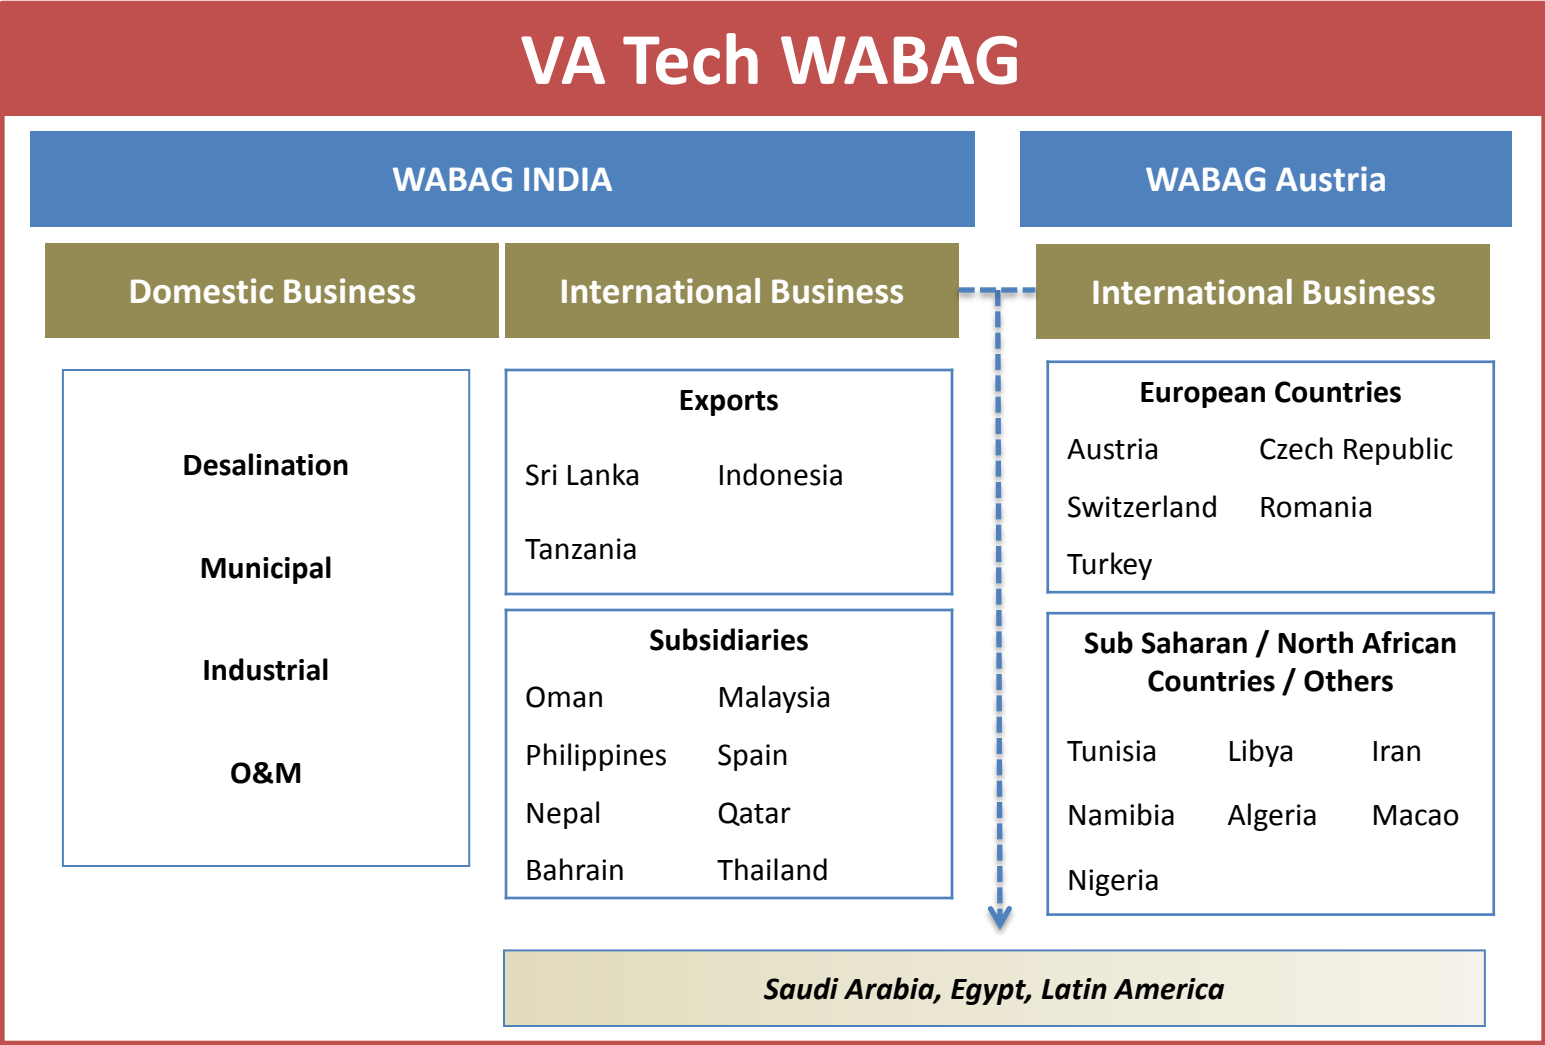 VA Tech WABAG
WABAG INDIA
WABAG Austria
Domestic Business
International Business
International Business
Desalination
Municipal
Industrial
O&M
Exports
Sri Lanka Indonesia
Tanzania
Subsidiaries
Oman Malaysia
Philippines Spain
Nepal Qatar
Bahrain Thailand
European Countries
Austria Czech Republic
Switzerland Romania
Turkey
Sub Saharan / North African
Countries / Others
Tunisia Libya Iran
Namibia Algeria Macao
Nigeria
Saudi Arabia, Egypt, Latin America